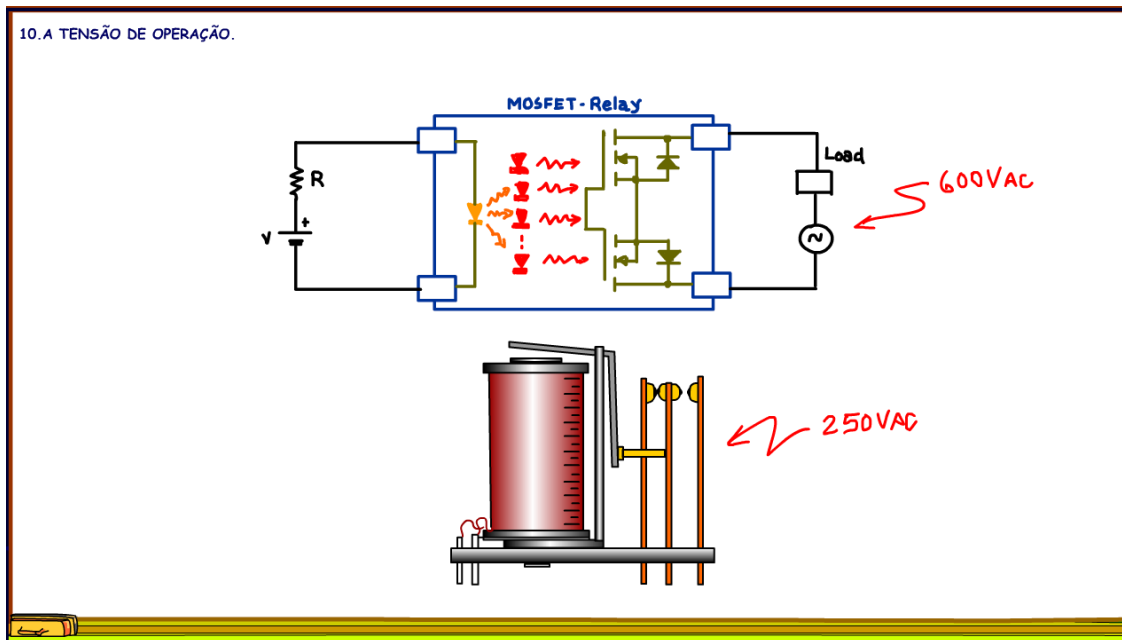 10.A TENSÃO DE OPERAÇÃO.
MOSFET-Relay
R
+
V
Load
600VAC
250VAC